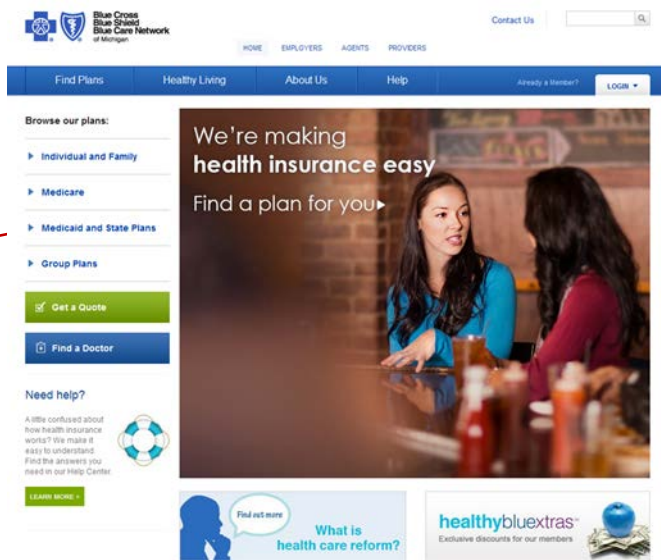 Blue Cross
Blue Shield
Blue Care Network
of Michigan
Contact Us
HOME EMPLOYERS AGENTS PROVIDERS
Find Plans Healthy Living About Us Help Already a Member? LOGIN
Browse our plans:
Individual and Family
Medicare
Medicaid and State Plans
Group Plans
Get a Quote
Find a Doctor
Need help?
A little confused about
how health insurance
works? We make it
easy to understand.
Find the answers you
need in our Help Center.
LEARN MORE »
We're making
health insurance easy
Find a plan for you
Find out more
What is
health care reform?
healthybluextras℠
Exclusive discounts for our members